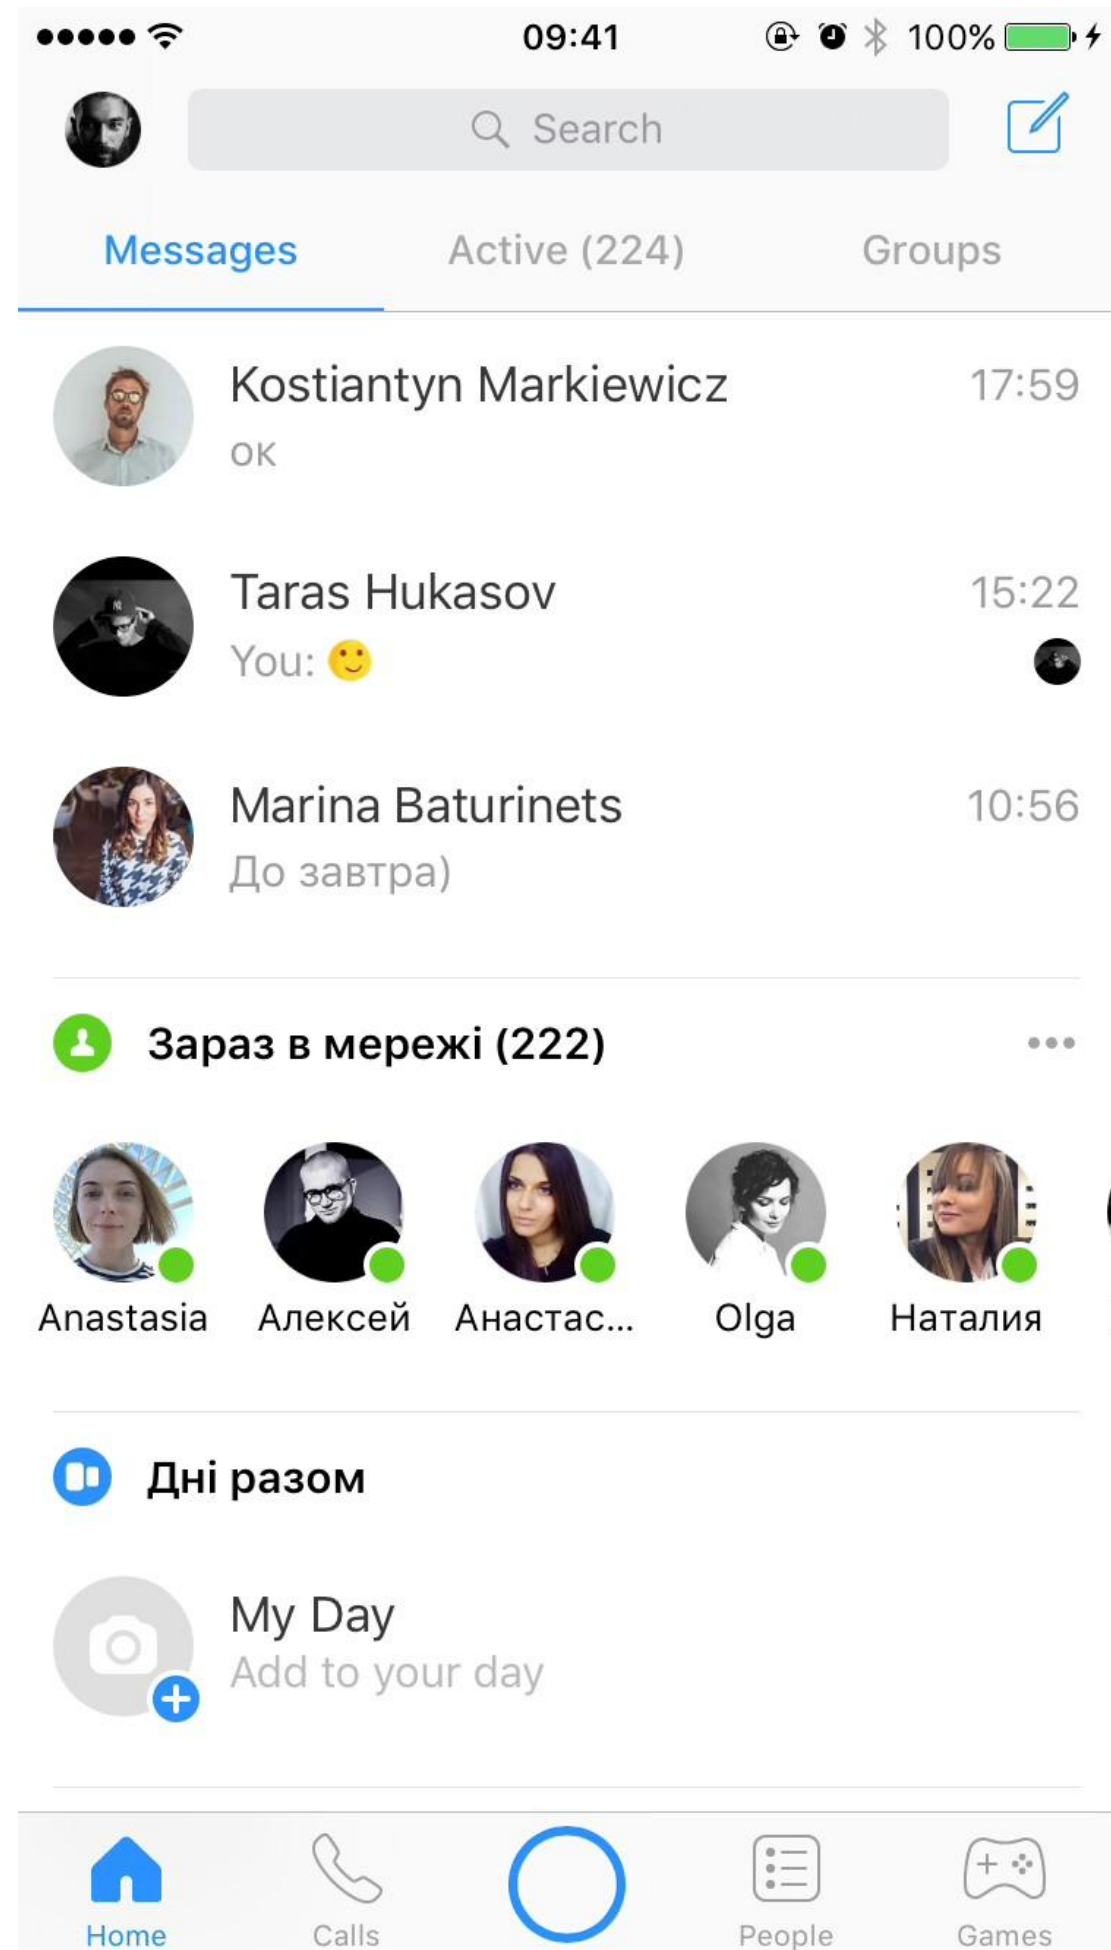 09:41 100%
Search
Messages Active (224) Groups
Kostiantyn Markiewicz 17:59
ок
Taras Hukasov 15:22
You: 🙂
Marina Baturinets 10:56
До завтра)
Зараз в мережі (222)
Anastasia Алексей Анастас... Olga Наталия
Дні разом
My Day
Add to your day
Home Calls People Games